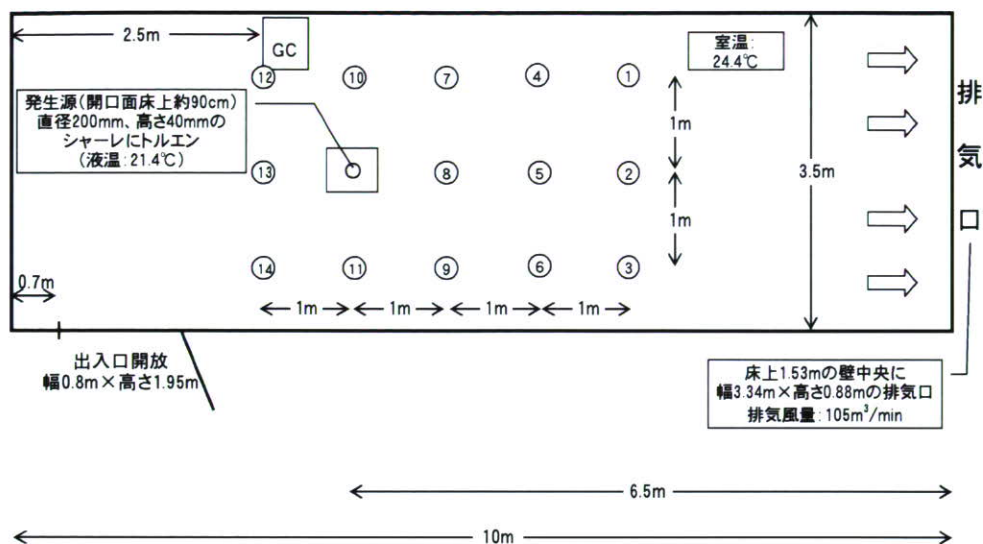 2.5m
GC
⑫
⑩
⑦
④
①
室温:
24.4℃
発生源(開口面床上約90cm)
直径200mm、高さ40mmの
シャーレにトルエン
(液温:21.4℃)
1m
排気口
⑬
⑧
⑤
②
3.5m
1m
0.7m
⑭
⑪
⑨
⑥
③
1m
1m
1m
1m
出入口開放
幅0.8m×高さ1.95m
床上1.53mの壁中央に
幅3.34m×高さ0.88mの排気口
排気風量:105m³/min
6.5m
10m